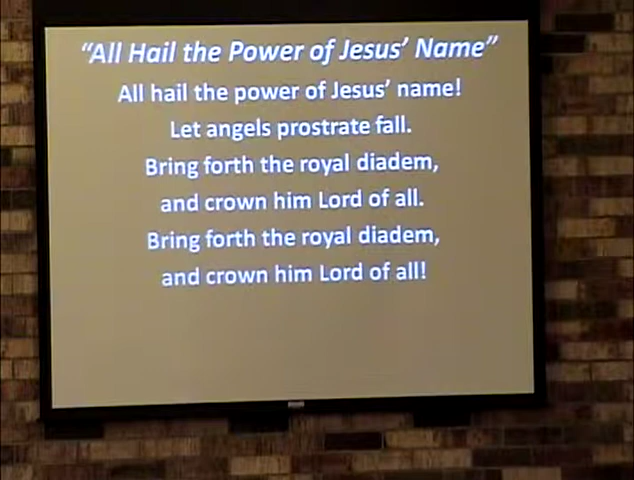 “All Hail the Power of Jesus’ Name”
All hail the power of Jesus’ name!
Let angels prostrate fall.
Bring forth the royal diadem,
and crown him Lord of all.
Bring forth the royal diadem,
and crown him Lord of all!